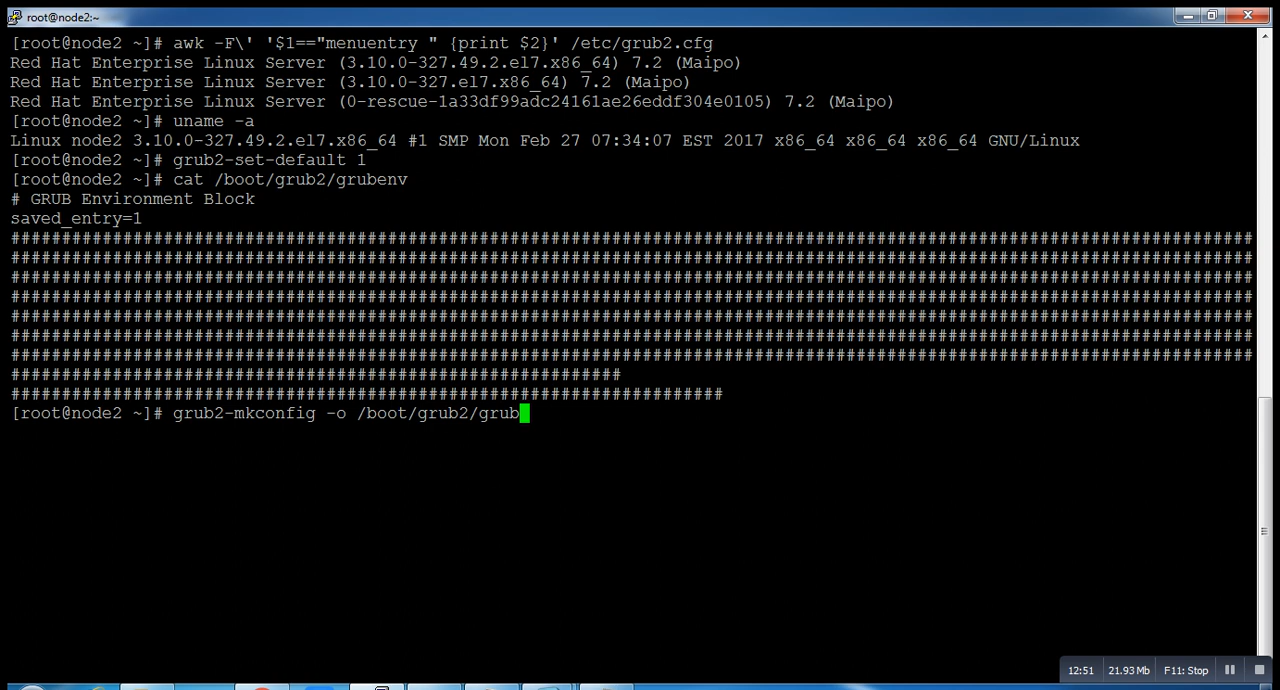 root@node2:~
[root@node2 ~]# awk -F\' '$1=="menuentry " {print $2}' /etc/grub2.cfg
Red Hat Enterprise Linux Server (3.10.0-327.49.2.el7.x86_64) 7.2 (Maipo)
Red Hat Enterprise Linux Server (3.10.0-327.el7.x86_64) 7.2 (Maipo)
Red Hat Enterprise Linux Server (0-rescue-1a33df99adc24161ae26eddf304e0105) 7.2 (Maipo)
[root@node2 ~]# uname -a
Linux node2 3.10.0-327.49.2.el7.x86_64 #1 SMP Mon Feb 27 07:34:07 EST 2017 x86_64 x86_64 x86_64 GNU/Linux
[root@node2 ~]# grub2-set-default 1
[root@node2 ~]# cat /boot/grub2/grubenv
# GRUB Environment Block
saved_entry=1
##########################################################################################################################
##########################################################################################################################
##########################################################################################################################
##########################################################################################################################
##########################################################################################################################
##########################################################################################################################
##########################################################################################################################
############################################################
######################################################################
[root@node2 ~]# grub2-mkconfig -o /boot/grub2/grub
12:51 21.93 Mb F11: Stop